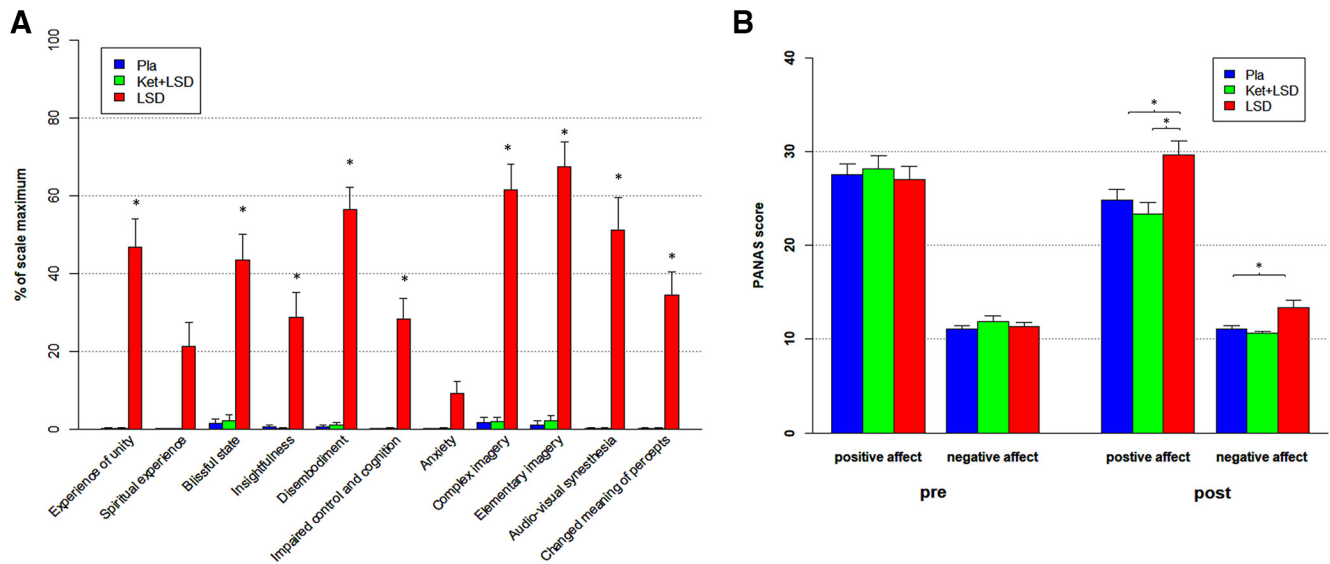 A
% of scale maximum
100
80
60
40
20
0
Pla
Ket+LSD
LSD
*
*
*
*
*
*
*
*
*
Experience of unity
Spiritual experience
Blissful state
Insightfulness
Disembodiment
Impaired control and cognition
Anxiety
Complex imagery
Elementary imagery
Audio-visual synesthesia
Changed meaning of percepts
B
PANAS score
40
30
20
10
0
Pla
Ket+LSD
LSD
*
*
*
positive affect negative affect postive affect negative affect
pre post